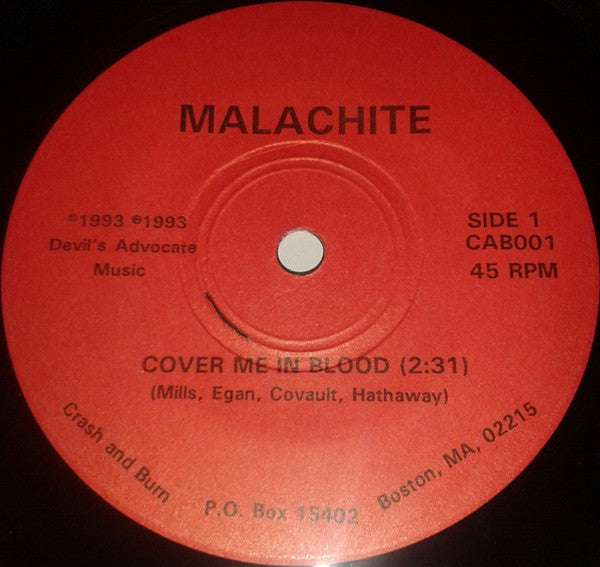 MALACHITE
©1993 ℗1993
Devil's Advocate
Music
SIDE 1
CAB001
45 RPM
COVER ME IN BLOOD (2:31)
(Mills, Egan, Covault, Hathaway)
Crash and Burn
P.O. Box 15402
Boston, MA, 02215